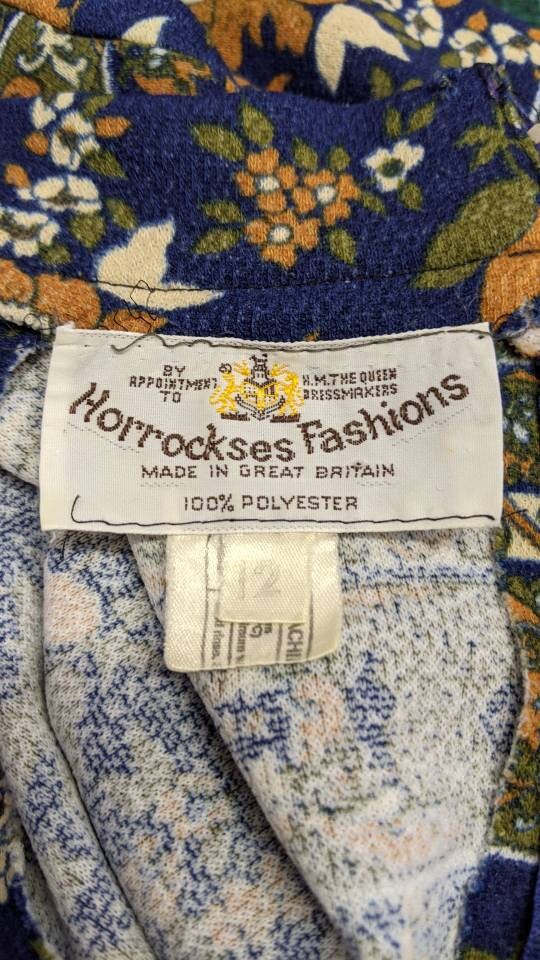 BY
APPOINTMENT
TO
H.M. THE QUEEN
DRESSMAKERS
Horrockses Fashions
MADE IN GREAT BRITAIN
100% POLYESTER
12